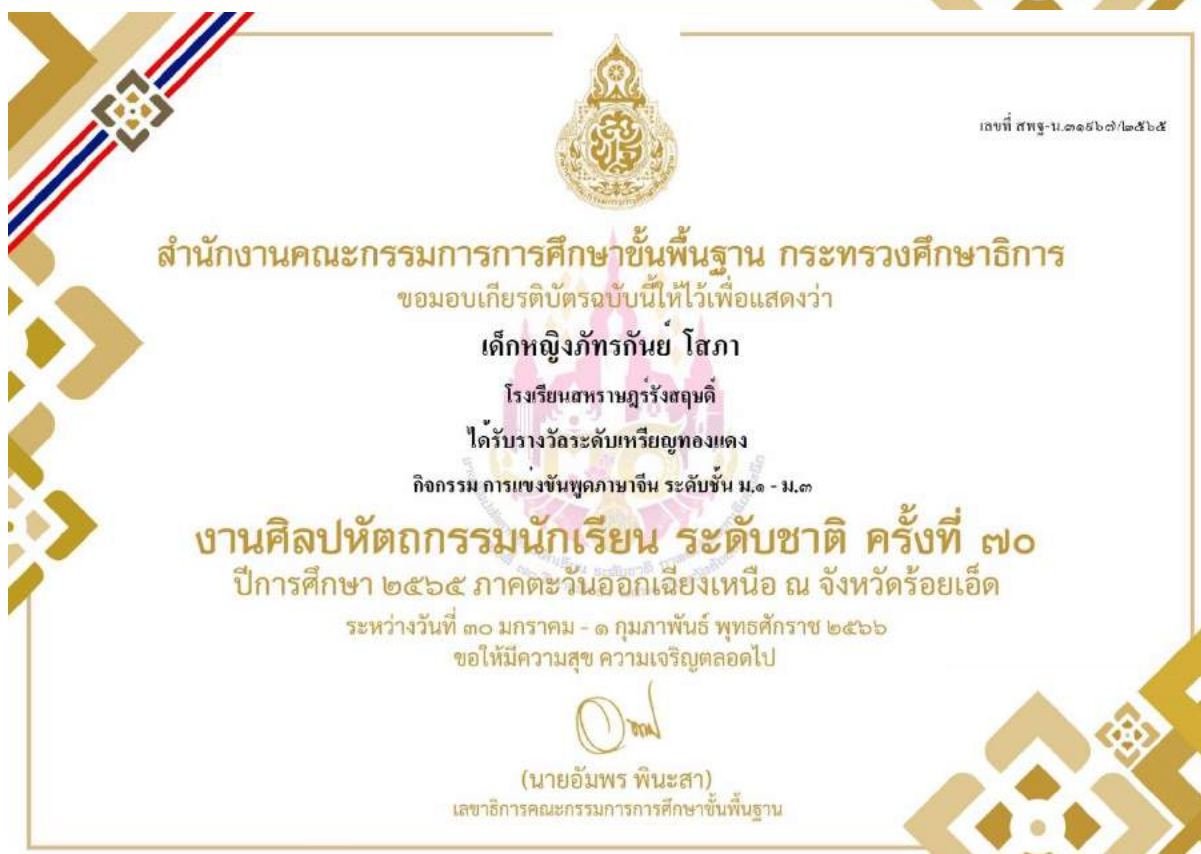 เลขที่ สพฐ-น.๓๑๙๖๗/๒๕๖๕
สำนักงานคณะกรรมการการศึกษาขั้นพื้นฐาน กระทรวงศึกษาธิการ
ขอมอบเกียรติบัตรฉบับนี้ให้ไว้เพื่อแสดงว่า
เด็กหญิงภัทรกันย์ โสภา
โรงเรียนสหราษฎร์รังสฤษดิ์
ได้รับรางวัลระดับเหรียญทองแดง
กิจกรรม การแข่งขันพูดภาษาจีน ระดับชั้น ม.๑ - ม.๓
งานศิลปหัตถกรรมนักเรียน ระดับชาติ ครั้งที่ ๗๐
ปีการศึกษา ๒๕๖๕ ภาคตะวันออกเฉียงเหนือ ณ จังหวัดร้อยเอ็ด
ระหว่างวันที่ ๓๐ มกราคม - ๑ กุมภาพันธ์ พุทธศักราช ๒๕๖๖
ขอให้มีความสุข ความเจริญตลอดไป
(นายอัมพร พินะสา)
เลขาธิการคณะกรรมการการศึกษาขั้นพื้นฐาน